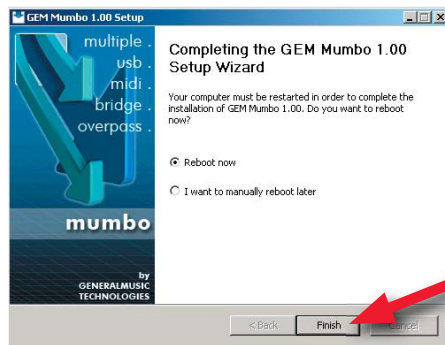 GEM Mumbo 1.00 Setup
multiple .
usb .
midi .
bridge .
overpass .
mumbo
by
GENERALMUSIC
TECHNOLOGIES
Completing the GEM Mumbo 1.00
Setup Wizard
Your computer must be restarted in order to complete the
installation of GEM Mumbo 1.00. Do you want to reboot
now?
Reboot now
I want to manually reboot later
< Back
Finish
Cancel